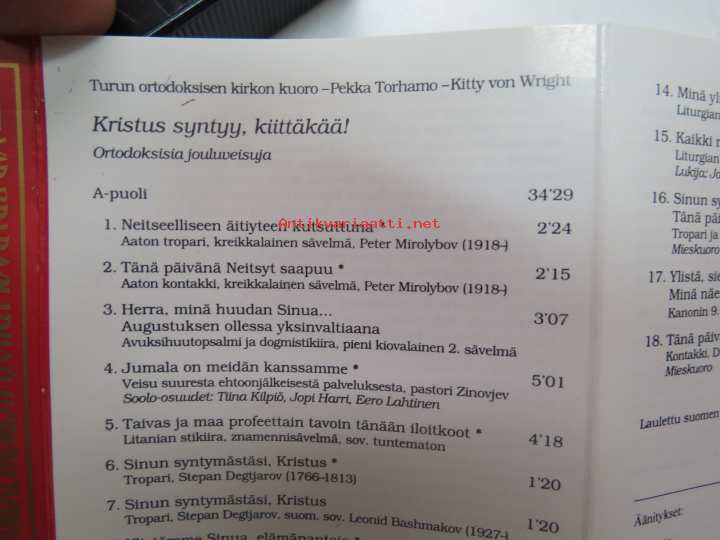 Turun ortodoksisen kirkon kuoro –Pekka Torhamo –Kitty von Wright
Kristus syntyy, kiittäkää!
Ortodoksisia jouluveisuja
A-puoli 34'29
1. Neitseelliseen äitiyteen kutsuttuna * 2'24
Antikvariaatti.net
Aaton tropari, kreikkalainen sävelmä, Peter Mirolybov (1918-)
2. Tänä päivänä Neitsyt saapuu * 2'15
Aaton kontakki, kreikkalainen sävelmä, Peter Mirolybov (1918-)
3. Herra, minä huudan Sinua...
Augustuksen ollessa yksinvaltiaana 3'07
Avuksihuutopsalmi ja dogmistikiira, pieni kiovalainen 2. sävelmä
4. Jumala on meidän kanssamme * 5'01
Veisu suuresta ehtoonjälkeisestä palveluksesta, pastori Zinovjev
Soolo-osuudet: Tiina Kilpiö, Jopi Harri, Eero Lahtinen
5. Taivas ja maa profeettain tavoin tänään iloitkoot * 4'18
Litanian stikiira, znamennisävelmä, sov. tuntematon
6. Sinun syntymästäsi, Kristus * 1'20
Tropari, Stepan Degtjarov (1766-1813)
7. Sinun syntymästäsi, Kristus 1'20
Tropari, Stepan Degtjarov, suom. sov. Leonid Bashmakov (1927-)
14. Minä
Liturgian
15. Kaikki
Liturgian
Lukija:
16. Sinun
Tänä
Tropari ja
Mieskuoro
17. Ylistä,
Minä
Kanonin 9.
18. Tänä
Kontakki,
Mieskuoro
Laulettu suomen
Äänitykset: